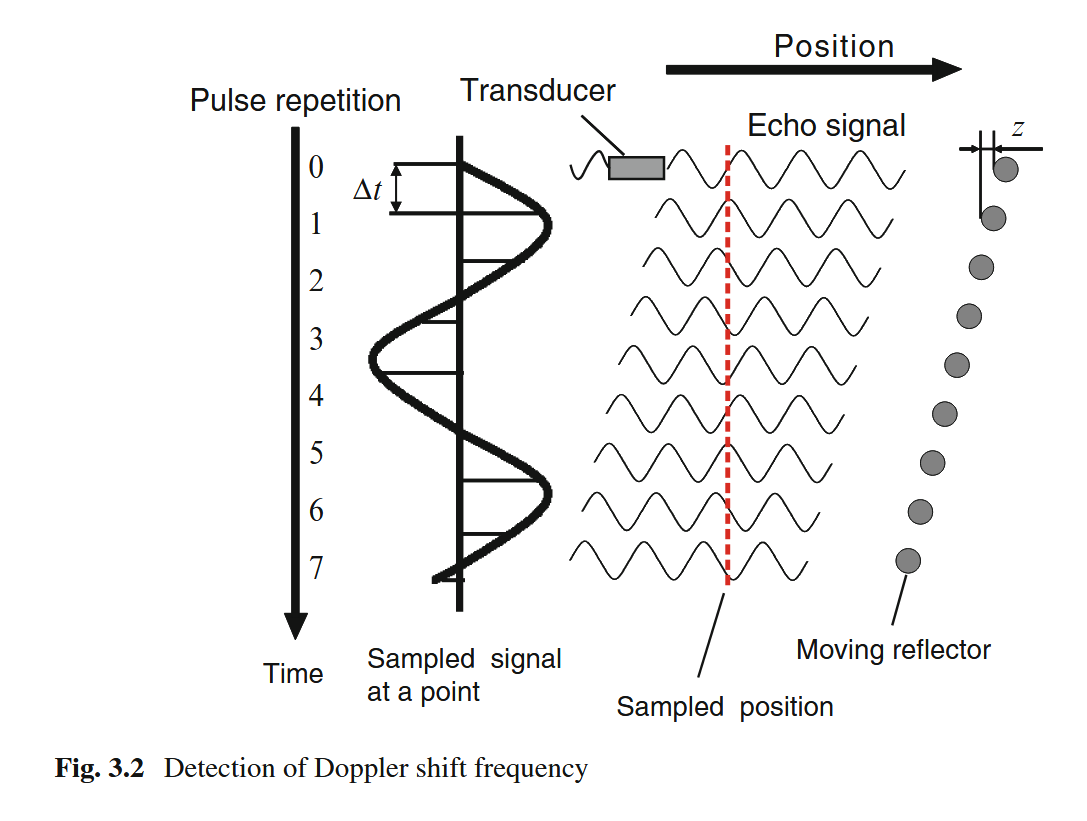 Position
Transducer
Pulse repetition
Echo signal
z
0
Δt
1
2
3
4
5
6
7
Time
Sampled signal
at a point
Moving reflector
Sampled position
Fig. 3.2 Detection of Doppler shift frequency